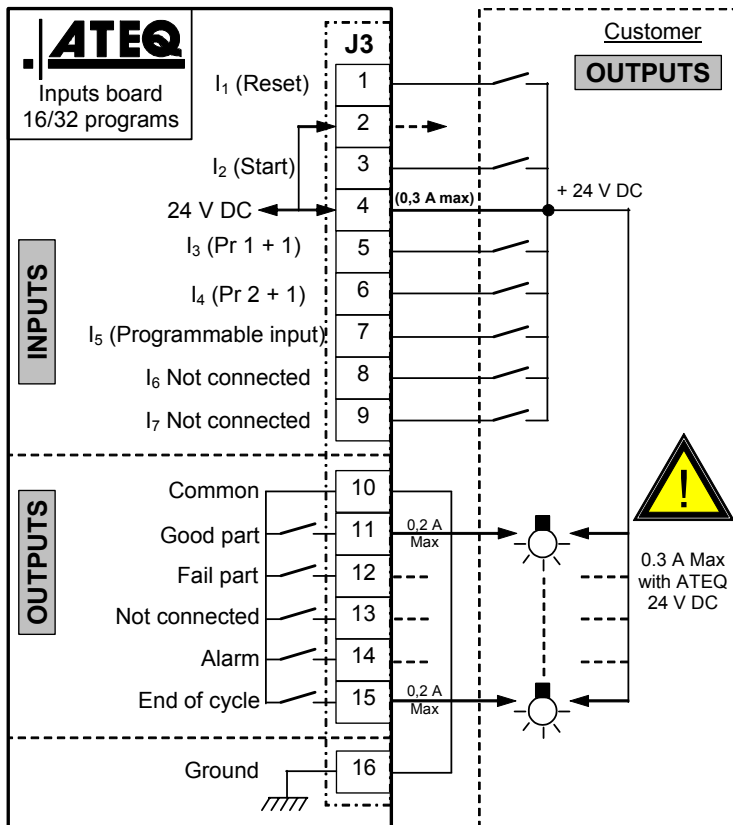 ATEQ
Inputs board
16/32 programs
J3
Customer
OUTPUTS
I₁ (Reset)
1
2
I₂ (Start)
3
24 V DC
4
(0,3 A max)
+ 24 V DC
I₃ (Pr 1 + 1)
5
I₄ (Pr 2 + 1)
6
I₅ (Programmable input)
7
I₆ Not connected
8
I₇ Not connected
9
INPUTS
Common
10
Good part
11
0,2 A
Max
Fail part
12
Not connected
13
Alarm
14
End of cycle
15
0,2 A
Max
OUTPUTS
!
0.3 A Max
with ATEQ
24 V DC
Ground
16